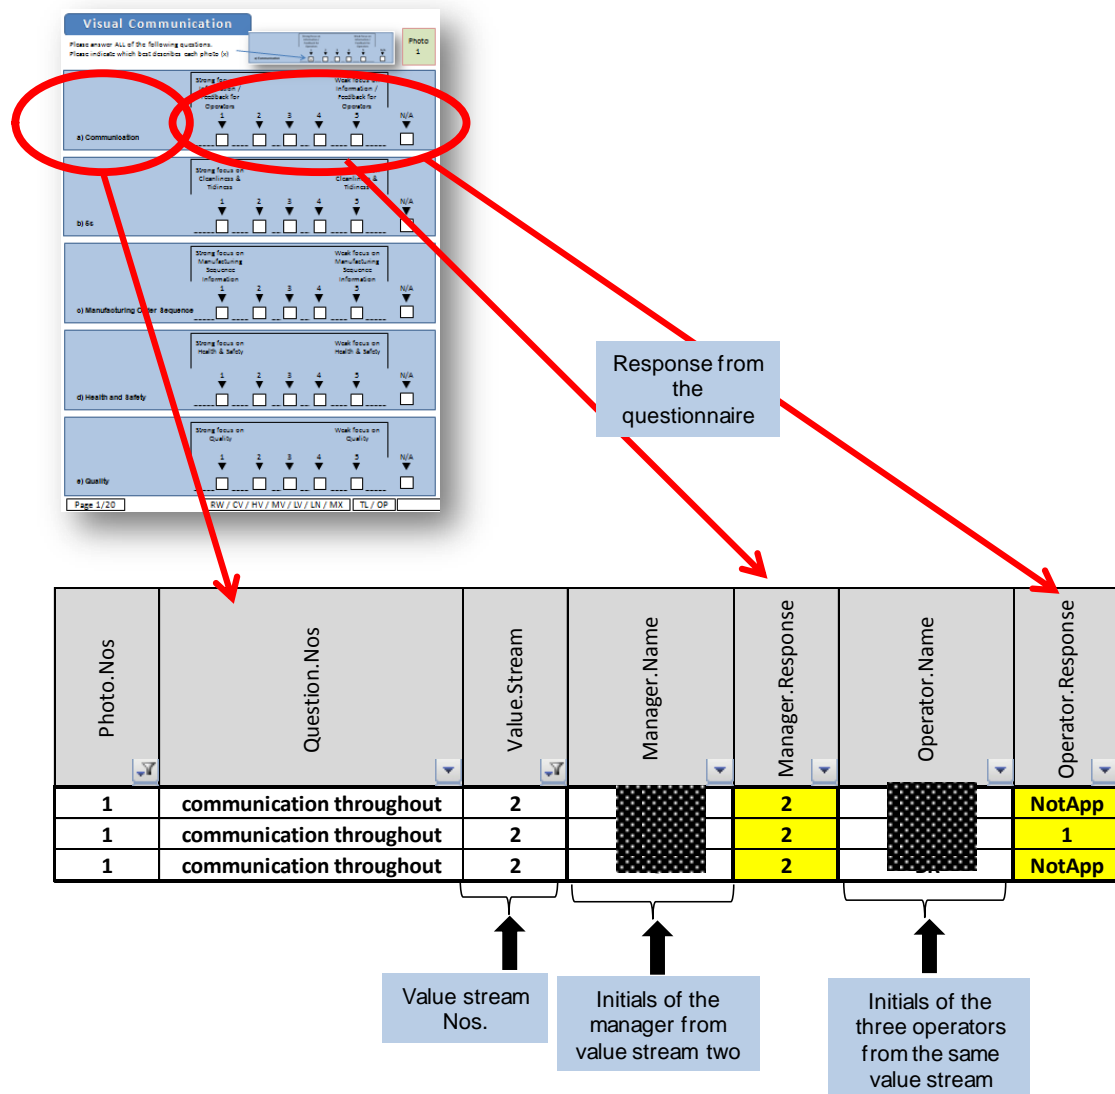 Visual Communication
Please answer ALL of the following questions.
Please indicate which best describes each photo (x)
Photo
1
Strong focus on
Information /
Feedback for
Operators
Weak focus on
Information /
Feedback for
Operators
1 2 3 4 5 N/A
a) Communication
Strong focus on
Cleanliness &
Tidiness
Cleanliness &
Tidiness
1 2 3 4 5 N/A
b) 5s
Strong focus on
Manufacturing
Sequence
Information
Weak focus on
Manufacturing
Sequence
Information
1 2 3 4 5 N/A
c) Manufacturing Order Sequence
Strong focus on
Health & Safety
Weak focus on
Health & Safety
1 2 3 4 5 N/A
d) Health and Safety
Strong focus on
Quality
Weak focus on
Quality
1 2 3 4 5 N/A
e) Quality
Page 1/20
RW / CV / HV / MV / LV / LN / MX
TL / OP
Response from
the
questionnaire
Photo.Nos Question.Nos Value.Stream Manager.Name Manager.Response Operator.Name Operator.Response
1 communication throughout 2 2 NotApp
1 communication throughout 2 2 1
1 communication throughout 2 2 NotApp
Value stream
Nos.
Initials of the
manager from
value stream two
Initials of the
three operators
from the same
value stream